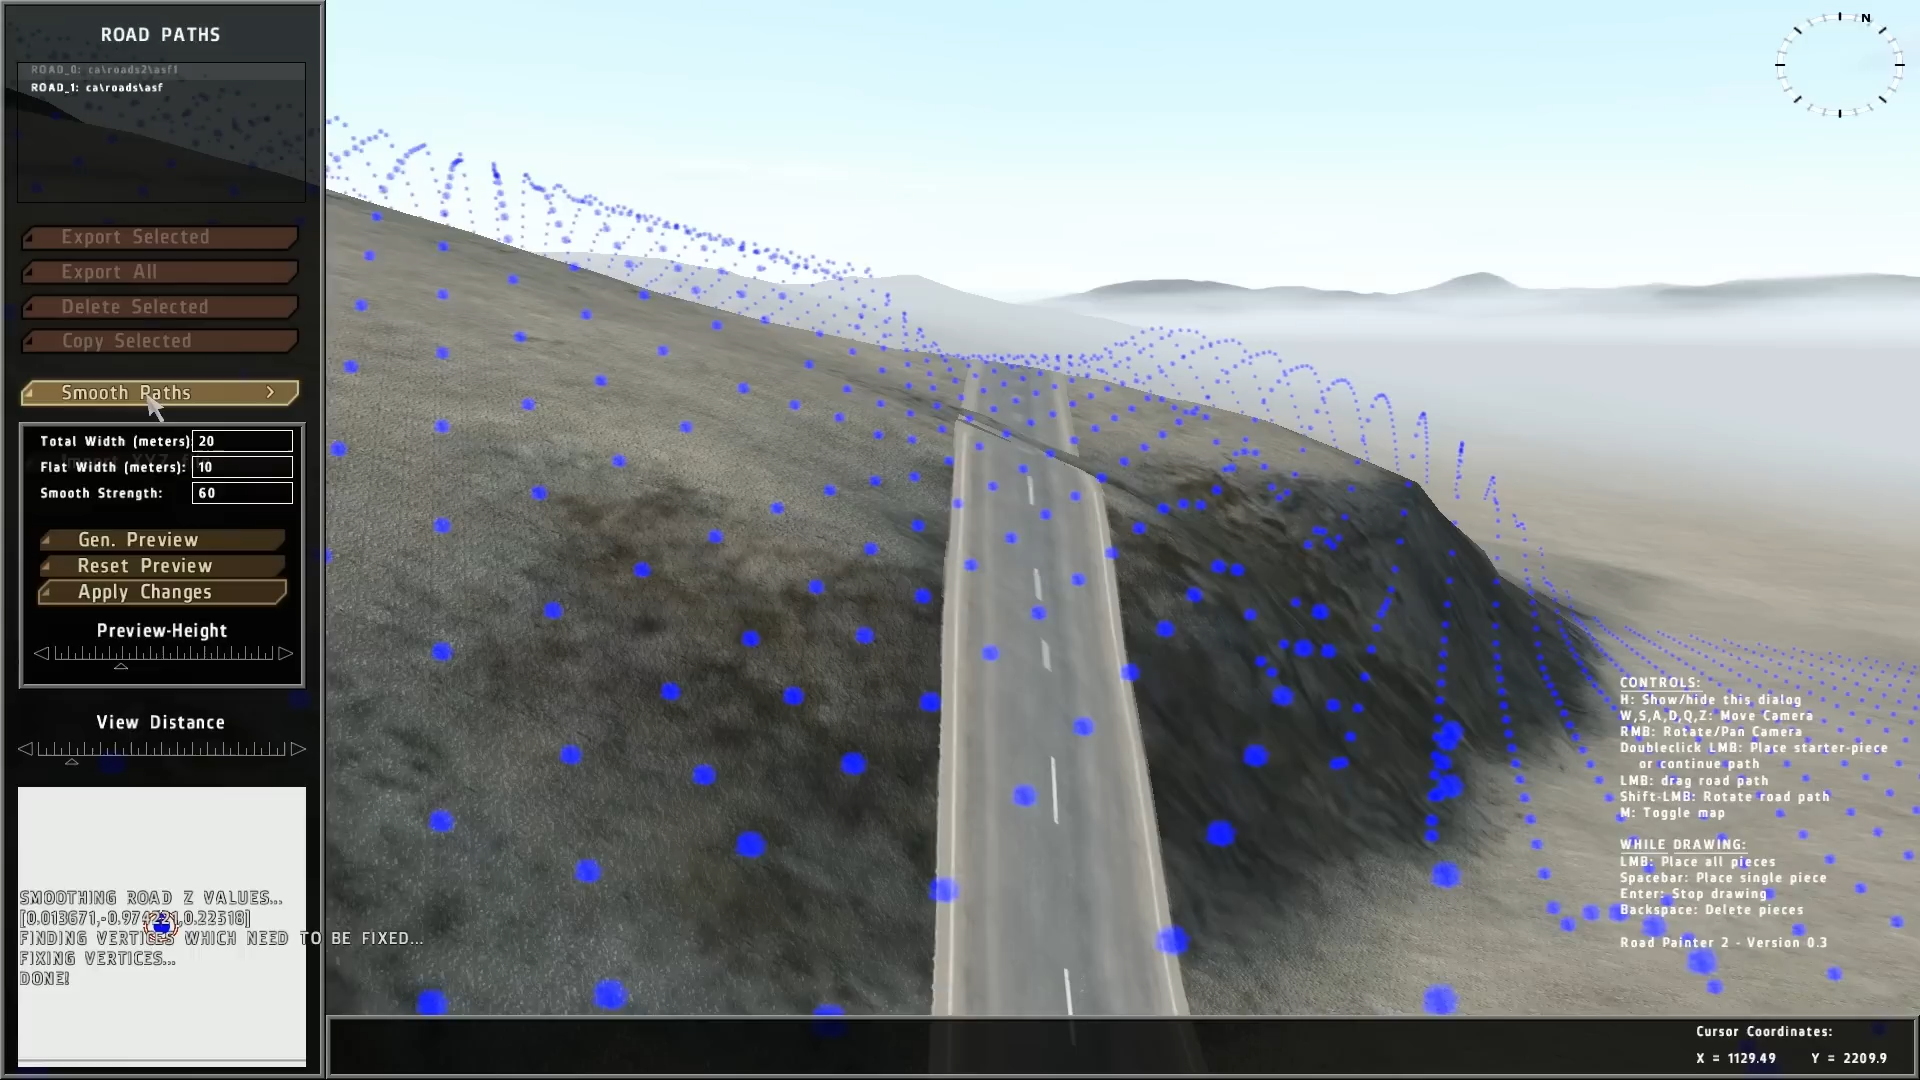 ROAD PATHS
ROAD_0: ca\roads2\asf1
ROAD_1: ca\roads\asf
Export Selected
Export All
Delete Selected
Copy Selected
Smooth Paths >
Total Width (meters): 20
Flat Width (meters): 10
Smooth Strength: 60
Gen. Preview
Reset Preview
Apply Changes
Preview-Height
View Distance
SMOOTHING ROAD Z VALUES...
FINDING VERTICES WHICH NEED TO BE FIXED...
FIXING VERTICES...
DONE!
N
CONTROLS:
H: Show/hide this dialog
W,S,A,D,Q,Z: Move Camera
RMB: Rotate/Pan Camera
Doubleclick LMB: Place starter-piece
or continue path
LMB: drag road path
Shift-LMB: Rotate road path
M: Toggle map
WHILE DRAWING:
LMB: Place all pieces
Spacebar: Place single piece
Enter: Stop drawing
Backspace: Delete pieces
Road Painter 2 - Version 0.3
Cursor Coordinates:
X = 1129.49 Y = 2209.9